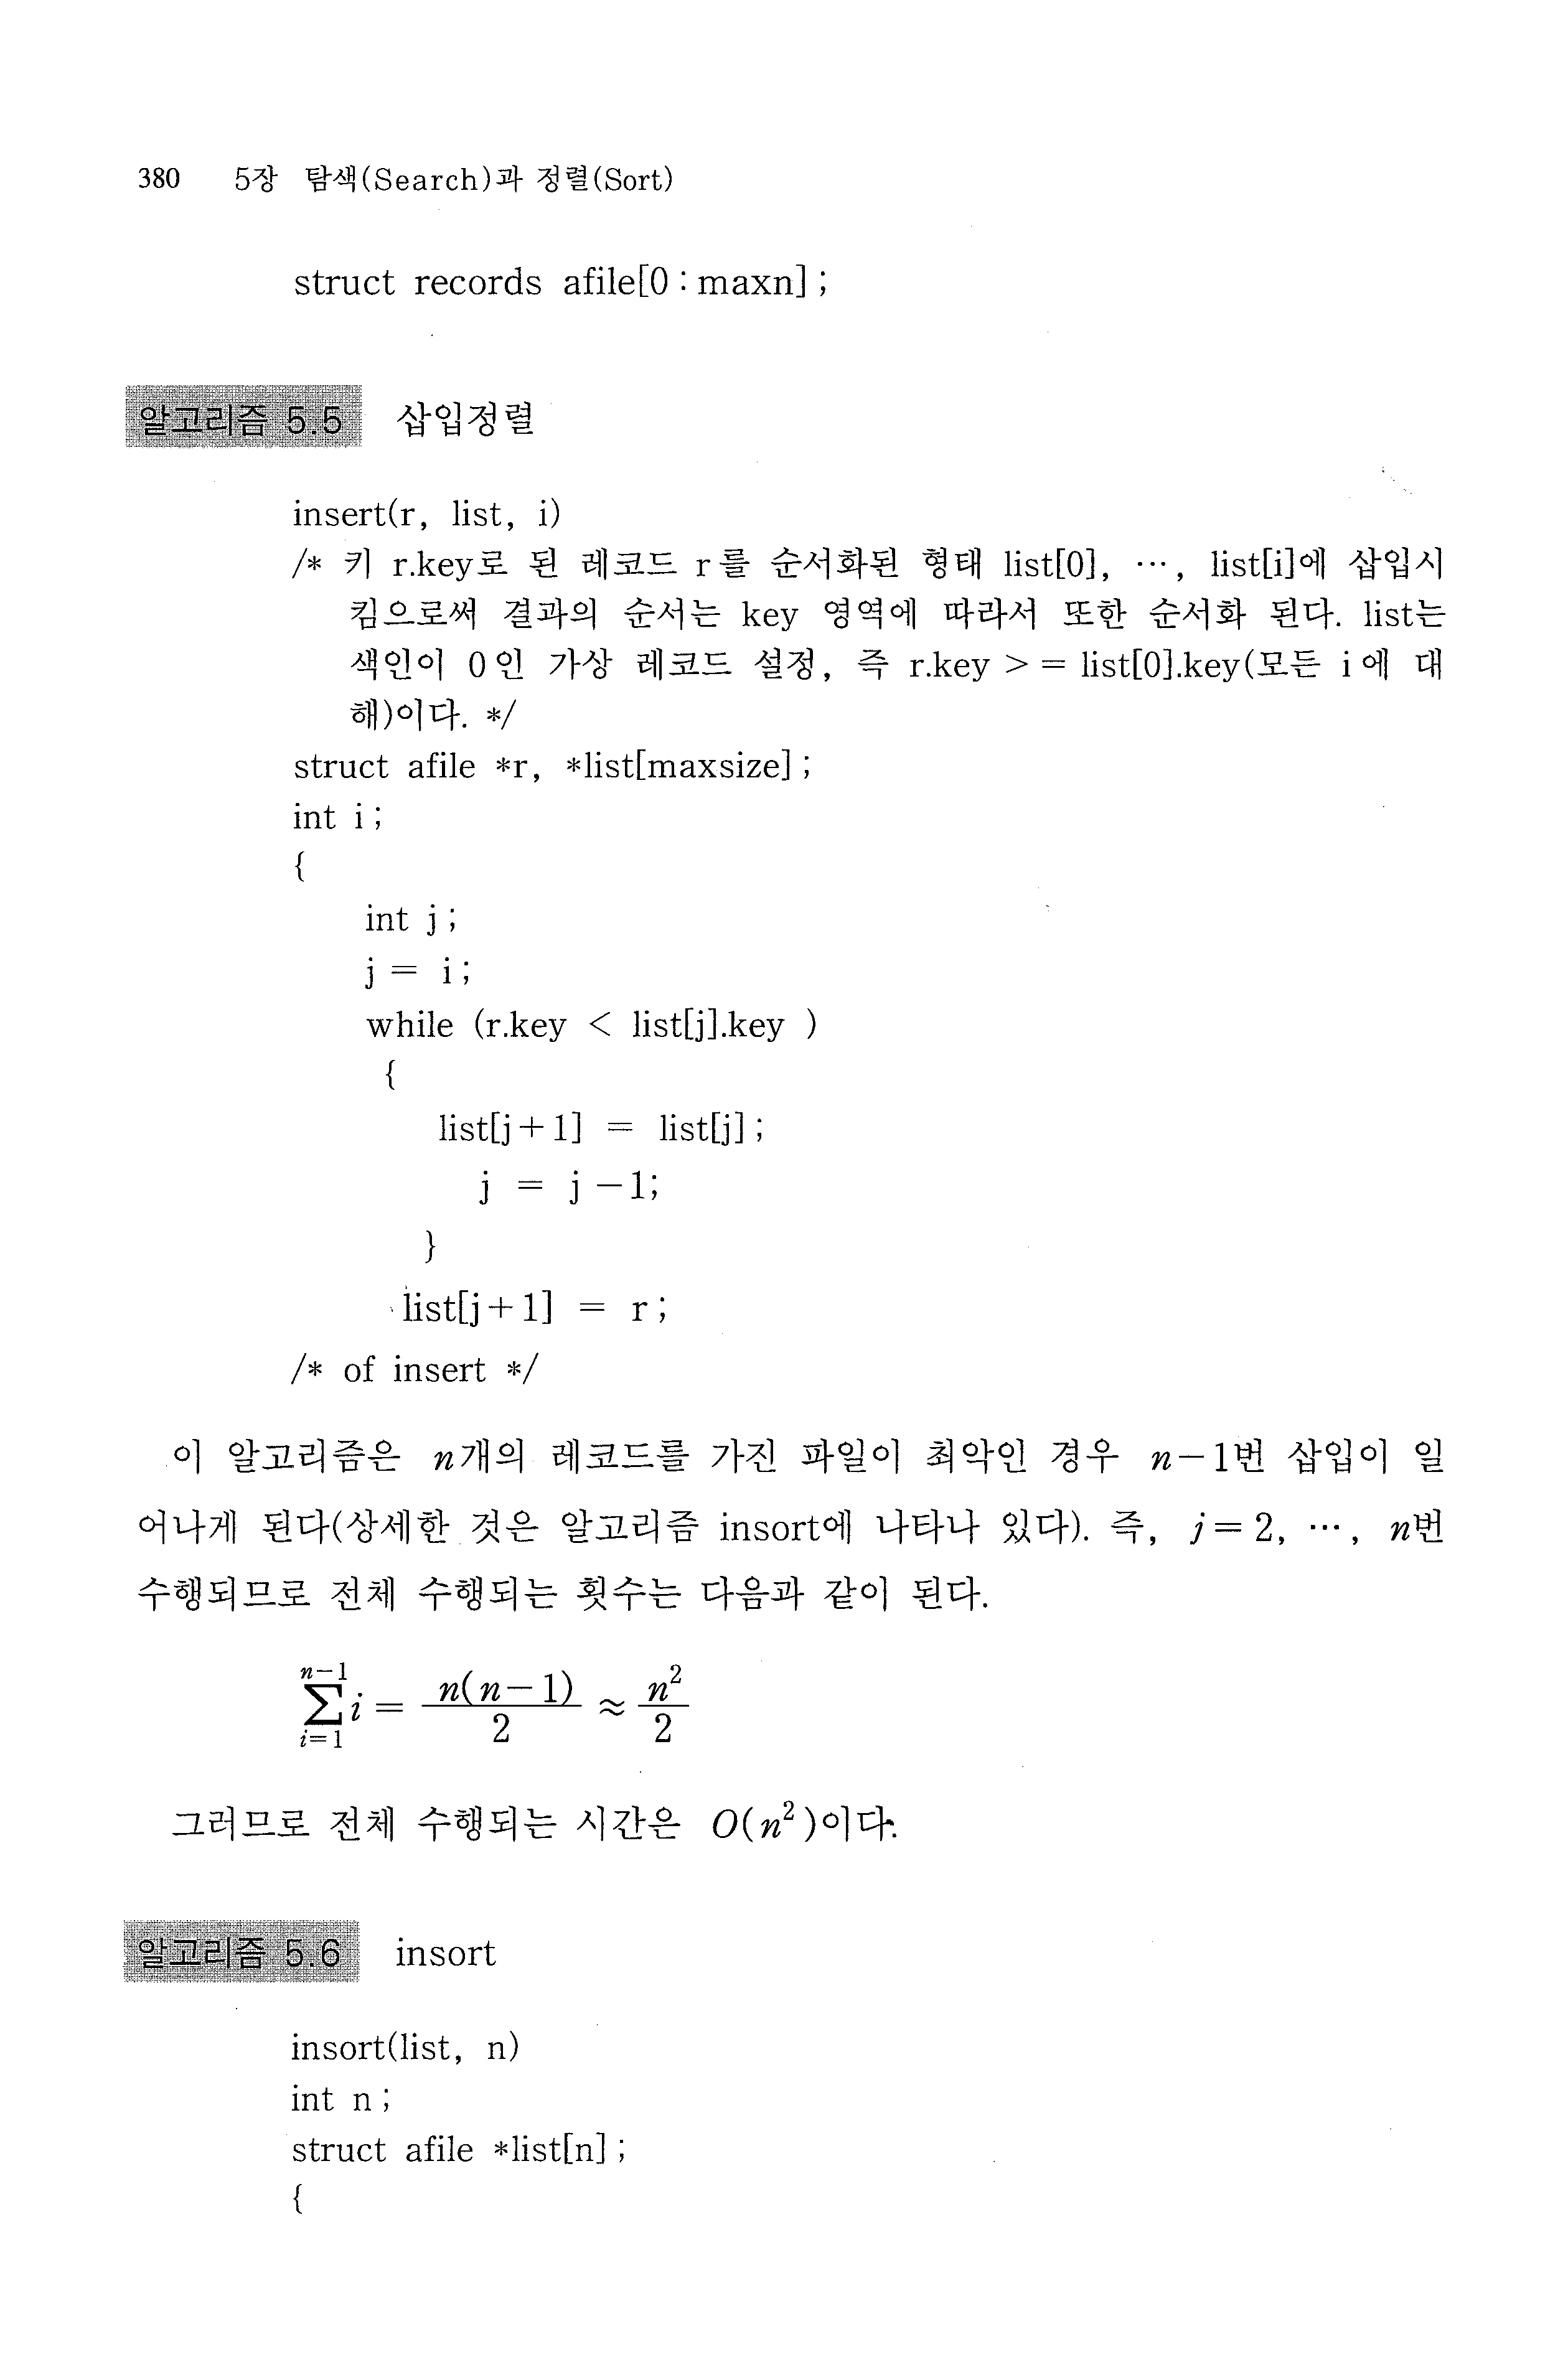 380 5장 탐색(Search)과 정렬(Sort)
struct records afile[0 : maxn] ;
알고리즘 5.5 삽입정렬
insert(r, list, i)
/* 키 r.key로 된 레코드 r를 순서화된 형태 list[0], …, list[i]에 삽입시
킴으로써 결과의 순서는 key 영역에 따라서 또한 순서화 된다. list는
색인이 0인 가상 레코드 설정, 즉 r.key > = list[0].key(모든 i에 대
해)이다. */
struct afile *r, *list[maxsize] ;
int i ;
{
int j ;
j = i ;
while (r.key < list[j].key )
{
list[j+1] = list[j] ;
j = j -1;
}
list[j+1] = r ;
/* of insert */
이 알고리즘은 n개의 레코드를 가진 파일이 최악인 경우 n-1번 삽입이 일
어나게 된다(상세한 것은 알고리즘 insort에 나타나 있다). 즉, j=2, …, n번
수행되므로 전체 수행되는 횟수는 다음과 같이 된다.
\sum_{i=1}^{n-1} i = \frac{n(n-1)}{2} ≈ \frac{n^2}{2}
그러므로 전체 수행되는 시간은 O(n²)이다.
알고리즘 5.6 insort
insort(list, n)
int n ;
struct afile *list[n] ;
{